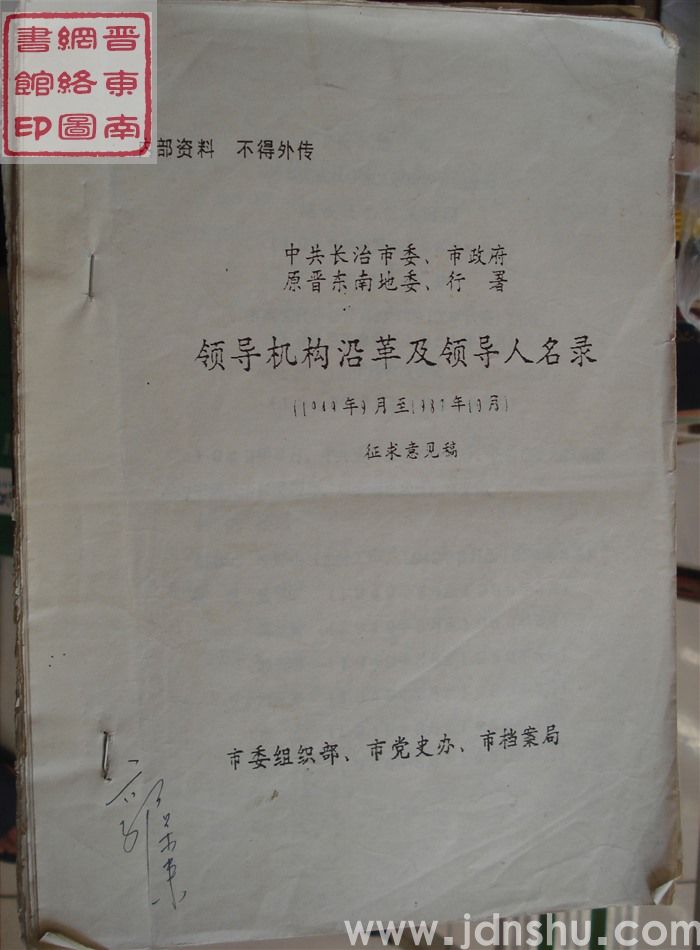 晋東南
網絡圖
書館印
部资料 不得外传
中共长治市委、市政府
原晋东南地委、行署
领导机构沿革及领导人名录
征求意见稿
市委组织部、市党史办、市档案局
www.jdnshu.com